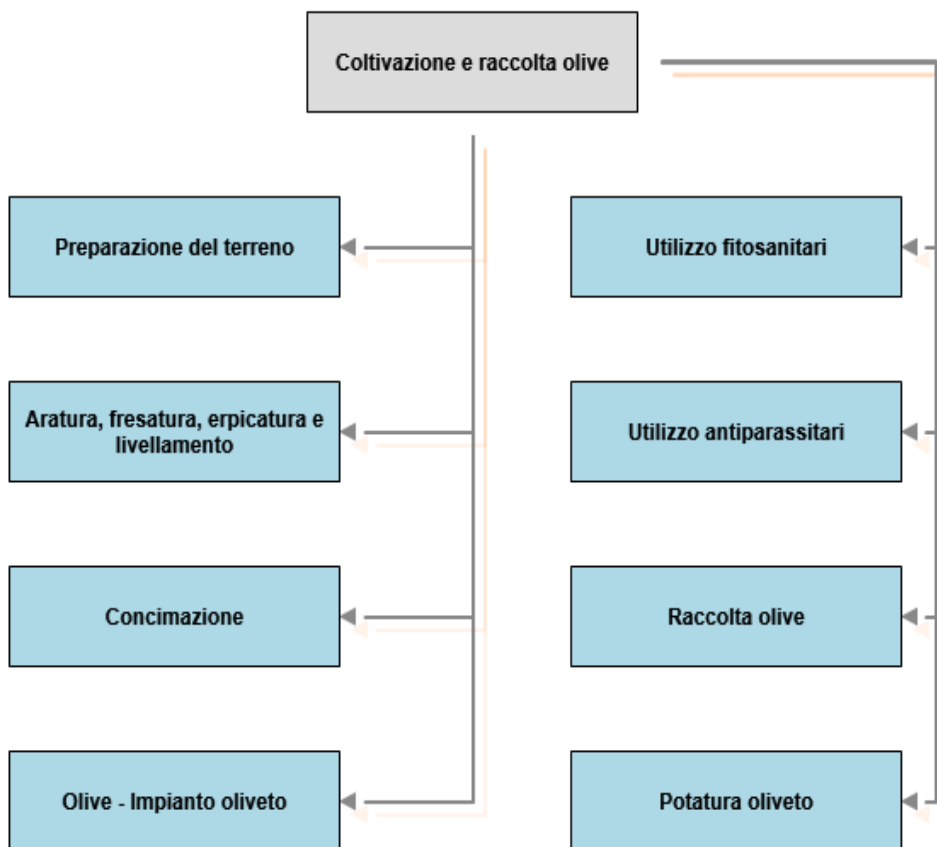 Coltivazione e raccolta olive
Preparazione del terreno
Utilizzo fitosanitari
Aratura, fresatura, erpicatura e
livellamento
Utilizzo antiparassitari
Concimazione
Raccolta olive
Olive - Impianto oliveto
Potatura oliveto